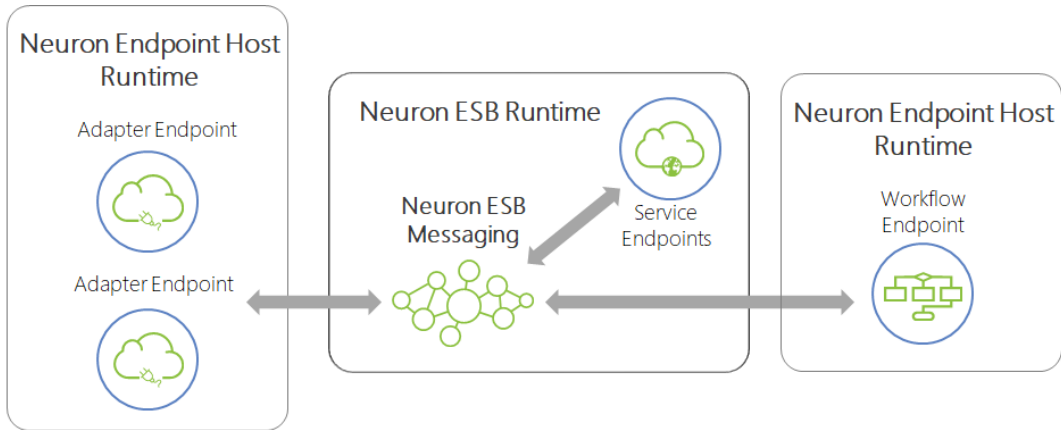 Neuron Endpoint Host
Runtime
Adapter Endpoint
Adapter Endpoint
Neuron ESB Runtime
Neuron ESB
Messaging
Service
Endpoints
Neuron Endpoint Host
Runtime
Workflow
Endpoint